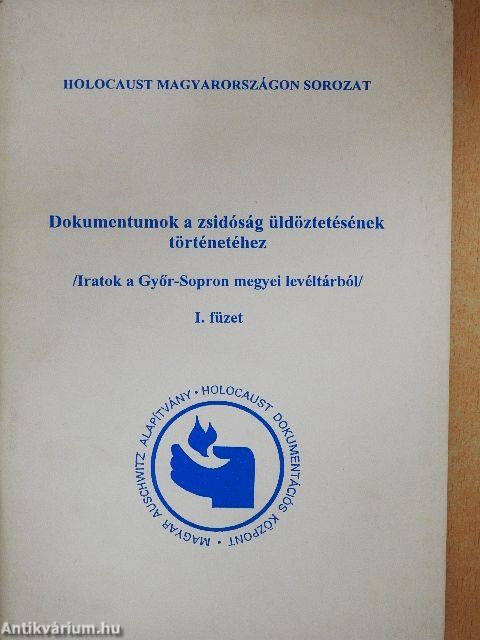 HOLOCAUST MAGYARORSZÁGON SOROZAT
Dokumentumok a zsidóság üldöztetésének
történetéhez
/Iratok a Győr-Sopron megyei levéltárból/
I. füzet
MAGYAR AUSCHWITZ ALAPÍTVÁNY • HOLOCAUST DOKUMENTÁCIÓS KÖZPONT •
Antikvárium.hu